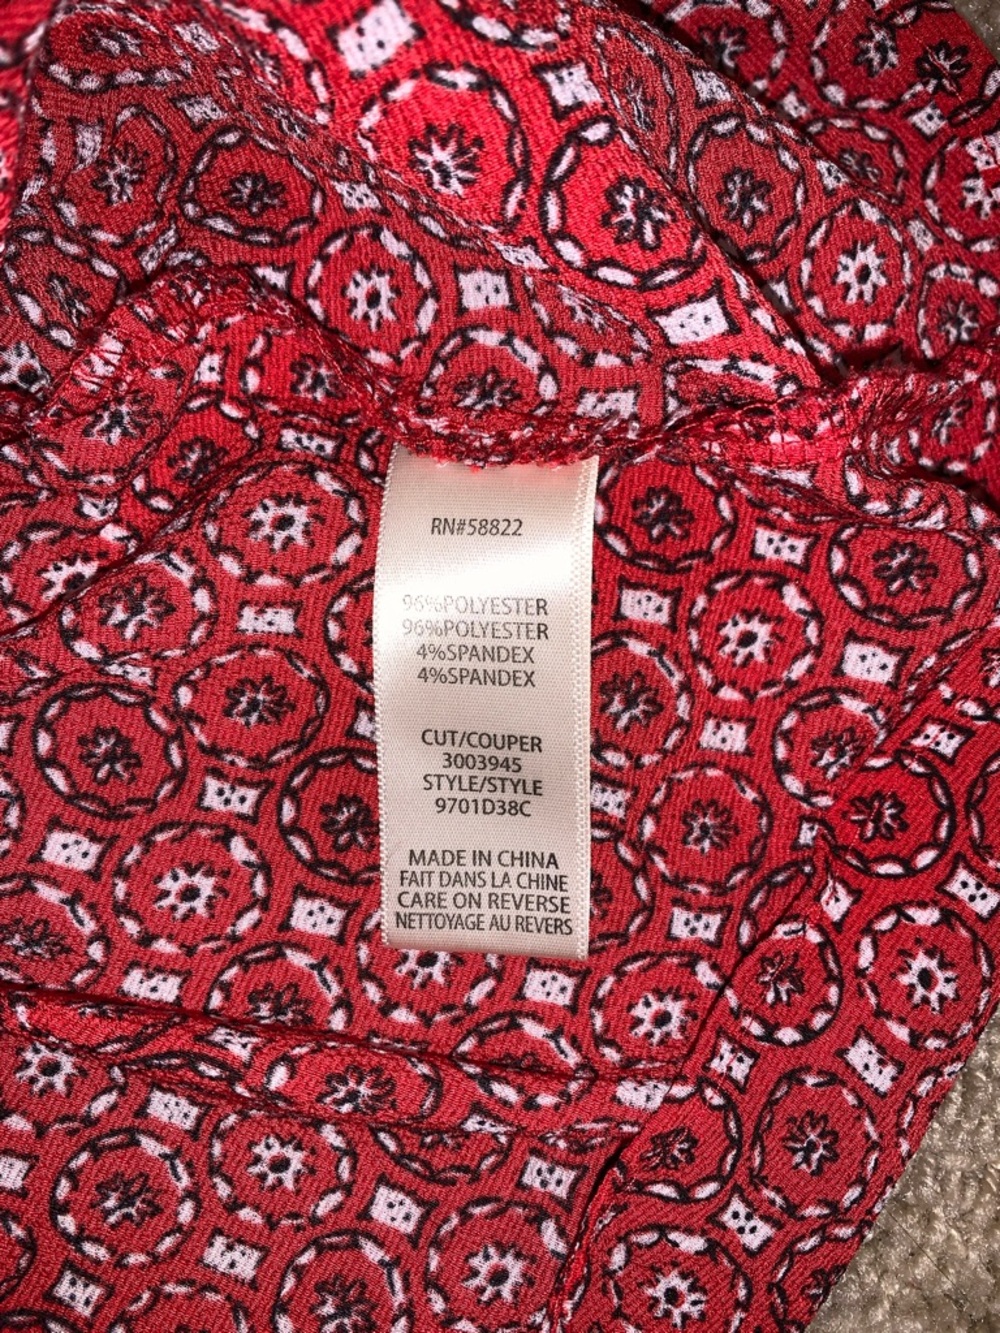 RN#58822
96%POLYESTER
96%POLYESTER
4%SPANDEX
4%SPANDEX
CUT/COUPER
3003945
STYLE/STYLE
9701D38C
MADE IN CHINA
FAIT DANS LA CHINE
CARE ON REVERSE
NETTOYAGE AU REVERS